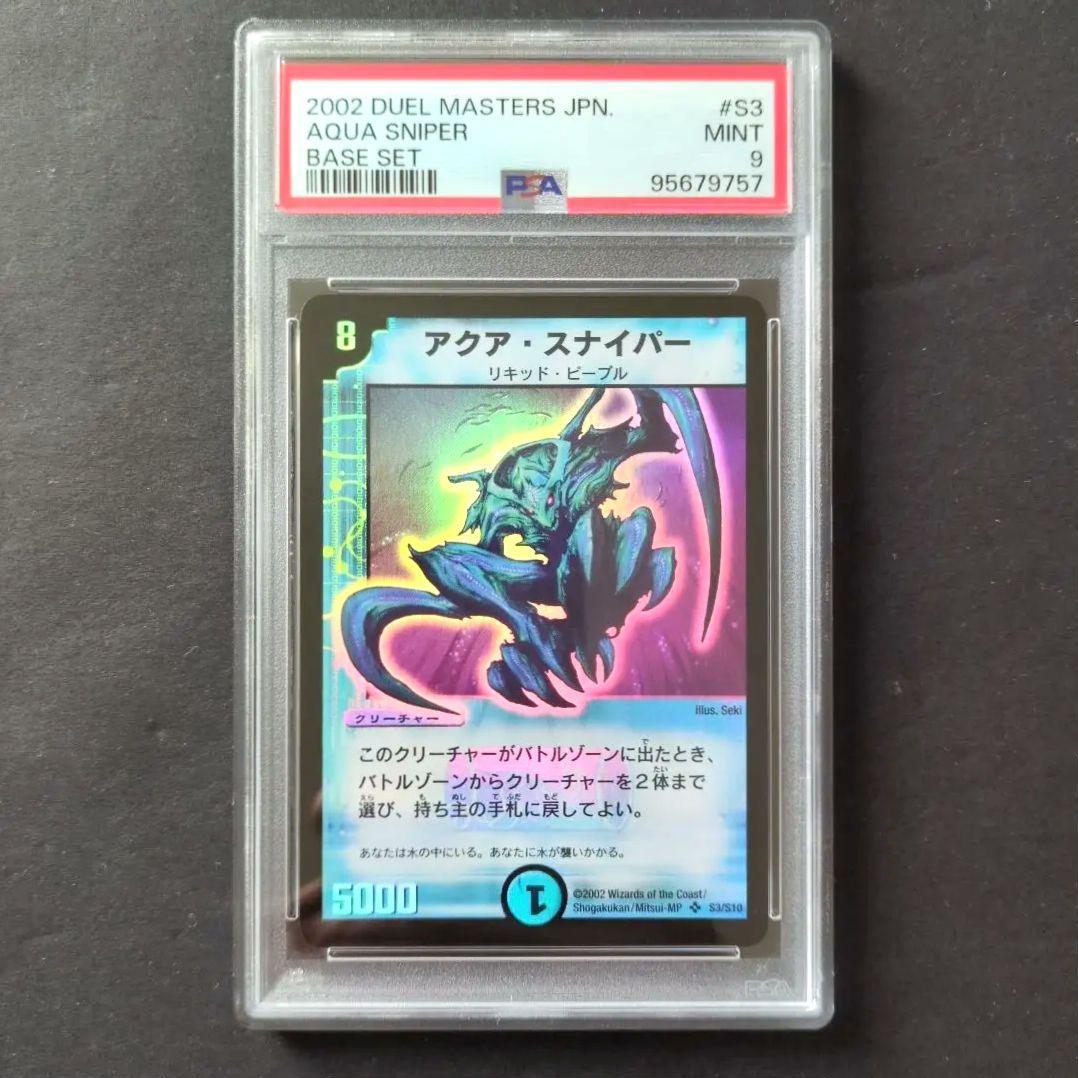 2002 DUEL MASTERS JPN. #S3
AQUA SNIPER MINT
BASE SET 9
PSA 95679757
8
アクア・スナイパー
リキッド・ピープル
illus. Seki
クリーチャー
このクリーチャーがバトルゾーンに出たとき、
バトルゾーンからクリーチャーを2体まで
選び、持ち主の手札に戻してよい。
あなたは水の中にいる。あなたに水が襲いかかる。
5000
1
©2002 Wizards of the Coast/
Shogakukan/Mitsui-MP S3/S10
PSA